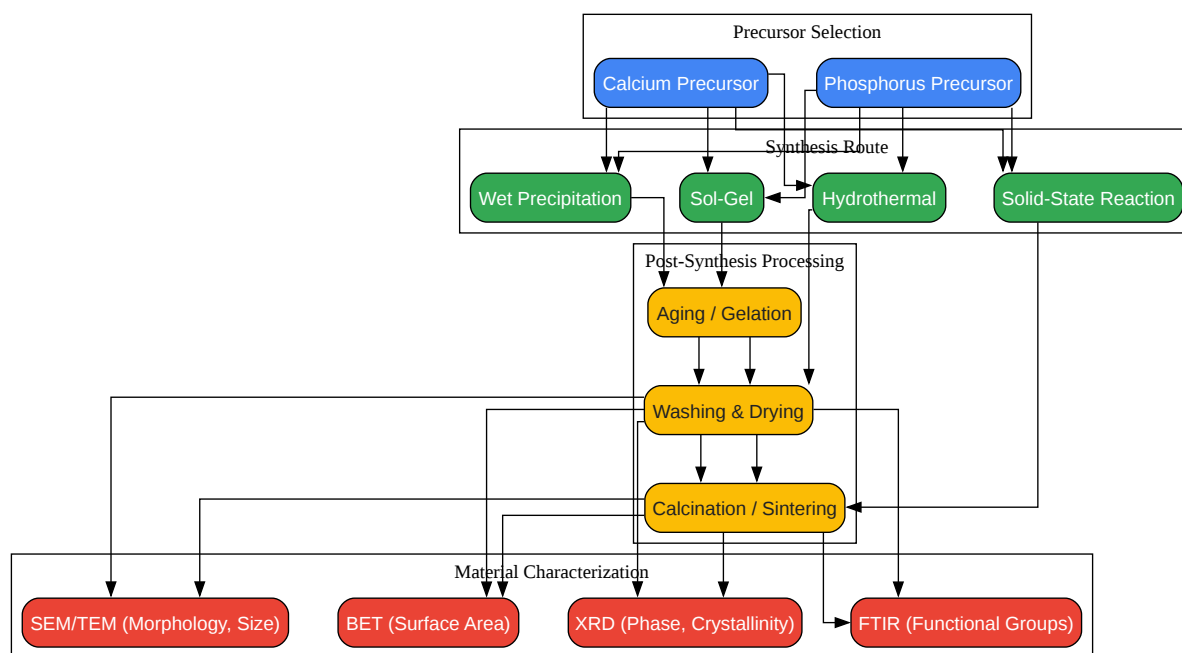 Precursor Selection
Calcium Precursor
Phosphorus Precursor
Synthesis Route
Wet Precipitation
Sol-Gel
Hydrothermal
Solid-State Reaction
Post-Synthesis Processing
Aging / Gelation
Washing & Drying
Calcination / Sintering
Material Characterization
SEM/TEM (Morphology, Size)
BET (Surface Area)
XRD (Phase, Crystallinity)
FTIR (Functional Groups)